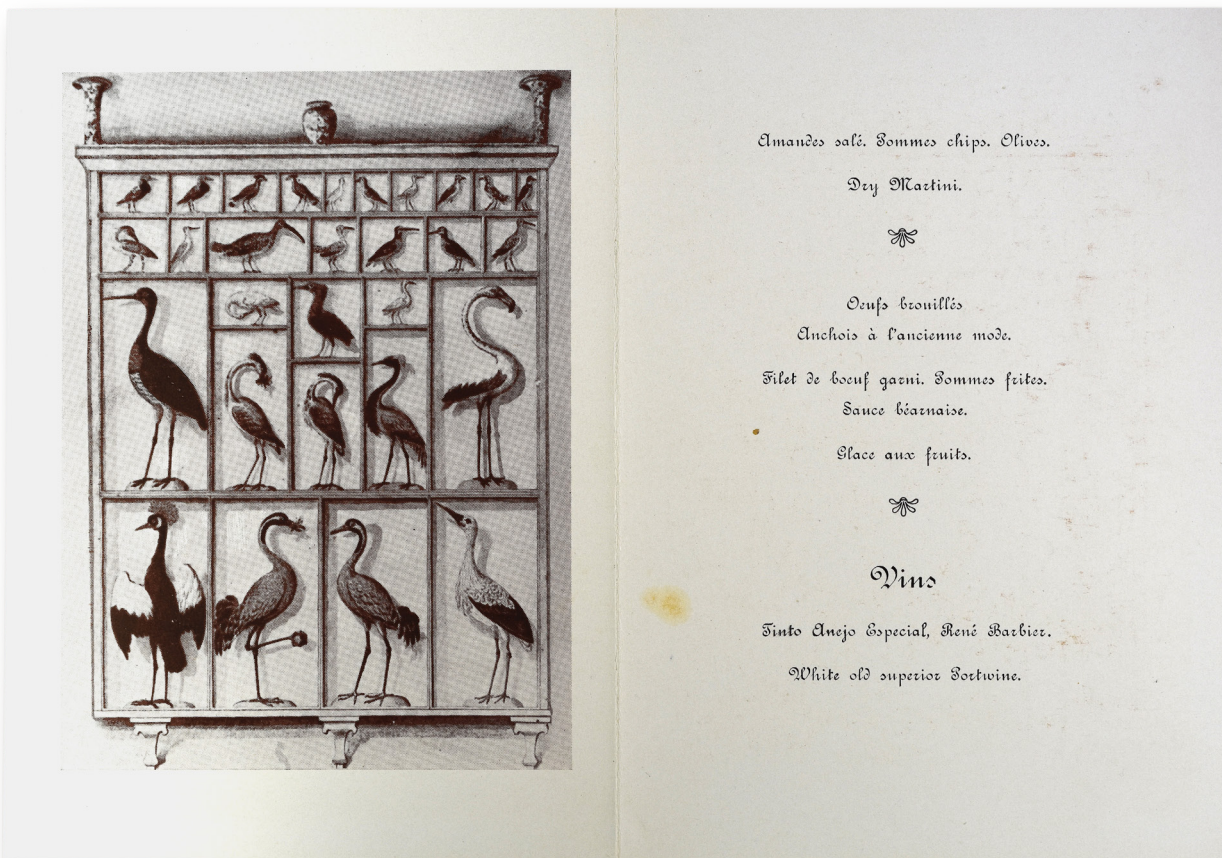 Amandes salé. Pommes chips. Olives.
Dry Martini.
Oeufs brouillés
Anchois à l'ancienne mode.
Filet de boeuf garni. Pommes frites.
Sauce béarnaise.
Glace aux fruits.
Vins
Tinto Anejo Especial, René Barbier.
White old superior Portwine.